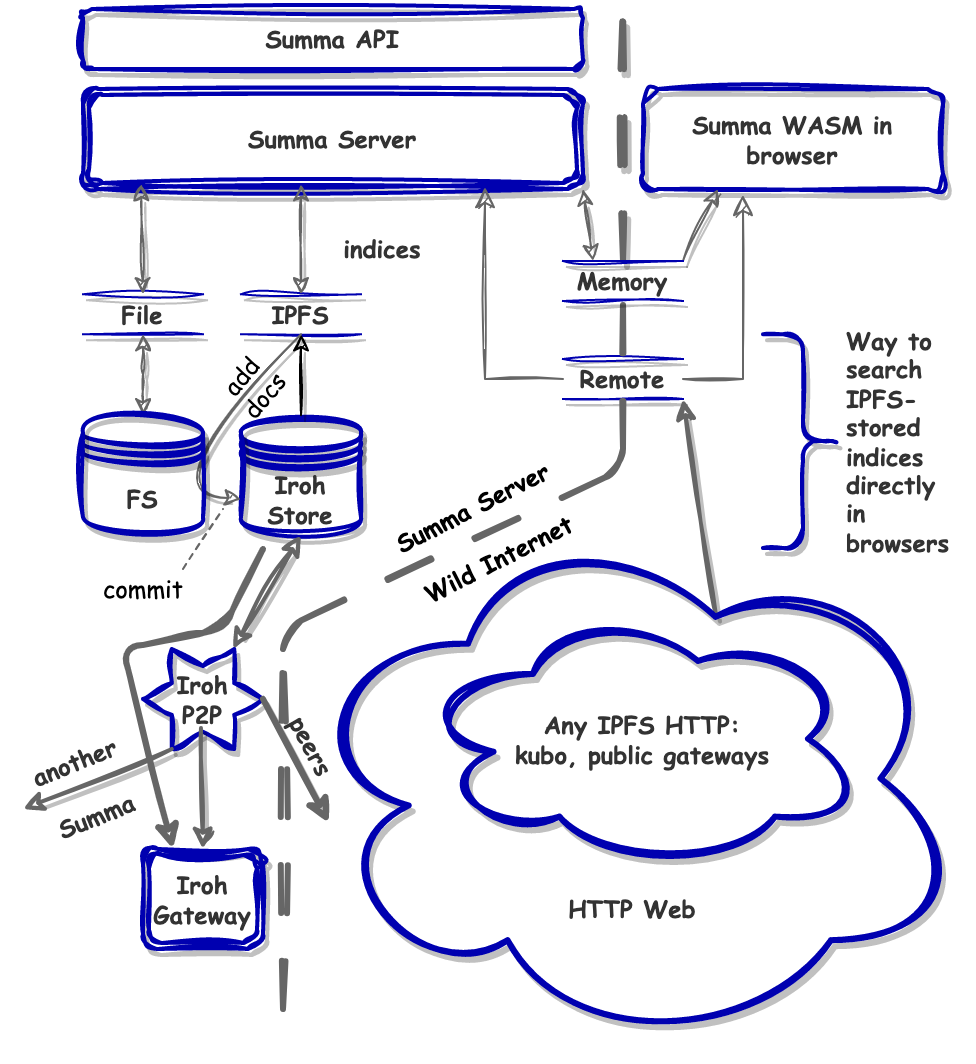 Summa API
Summa Server
Summa WASM in
browser
indices
File
IPFS
Memory
Remote
Way to
search
IPFS-
stored
indices
directly
in
browsers
add
docs
FS
Iroh
Store
commit
Summa Server
Wild Internet
Iroh
P2P
peers
another
Summa
Any IPFS HTTP:
kubo, public gateways
Iroh
Gateway
HTTP Web